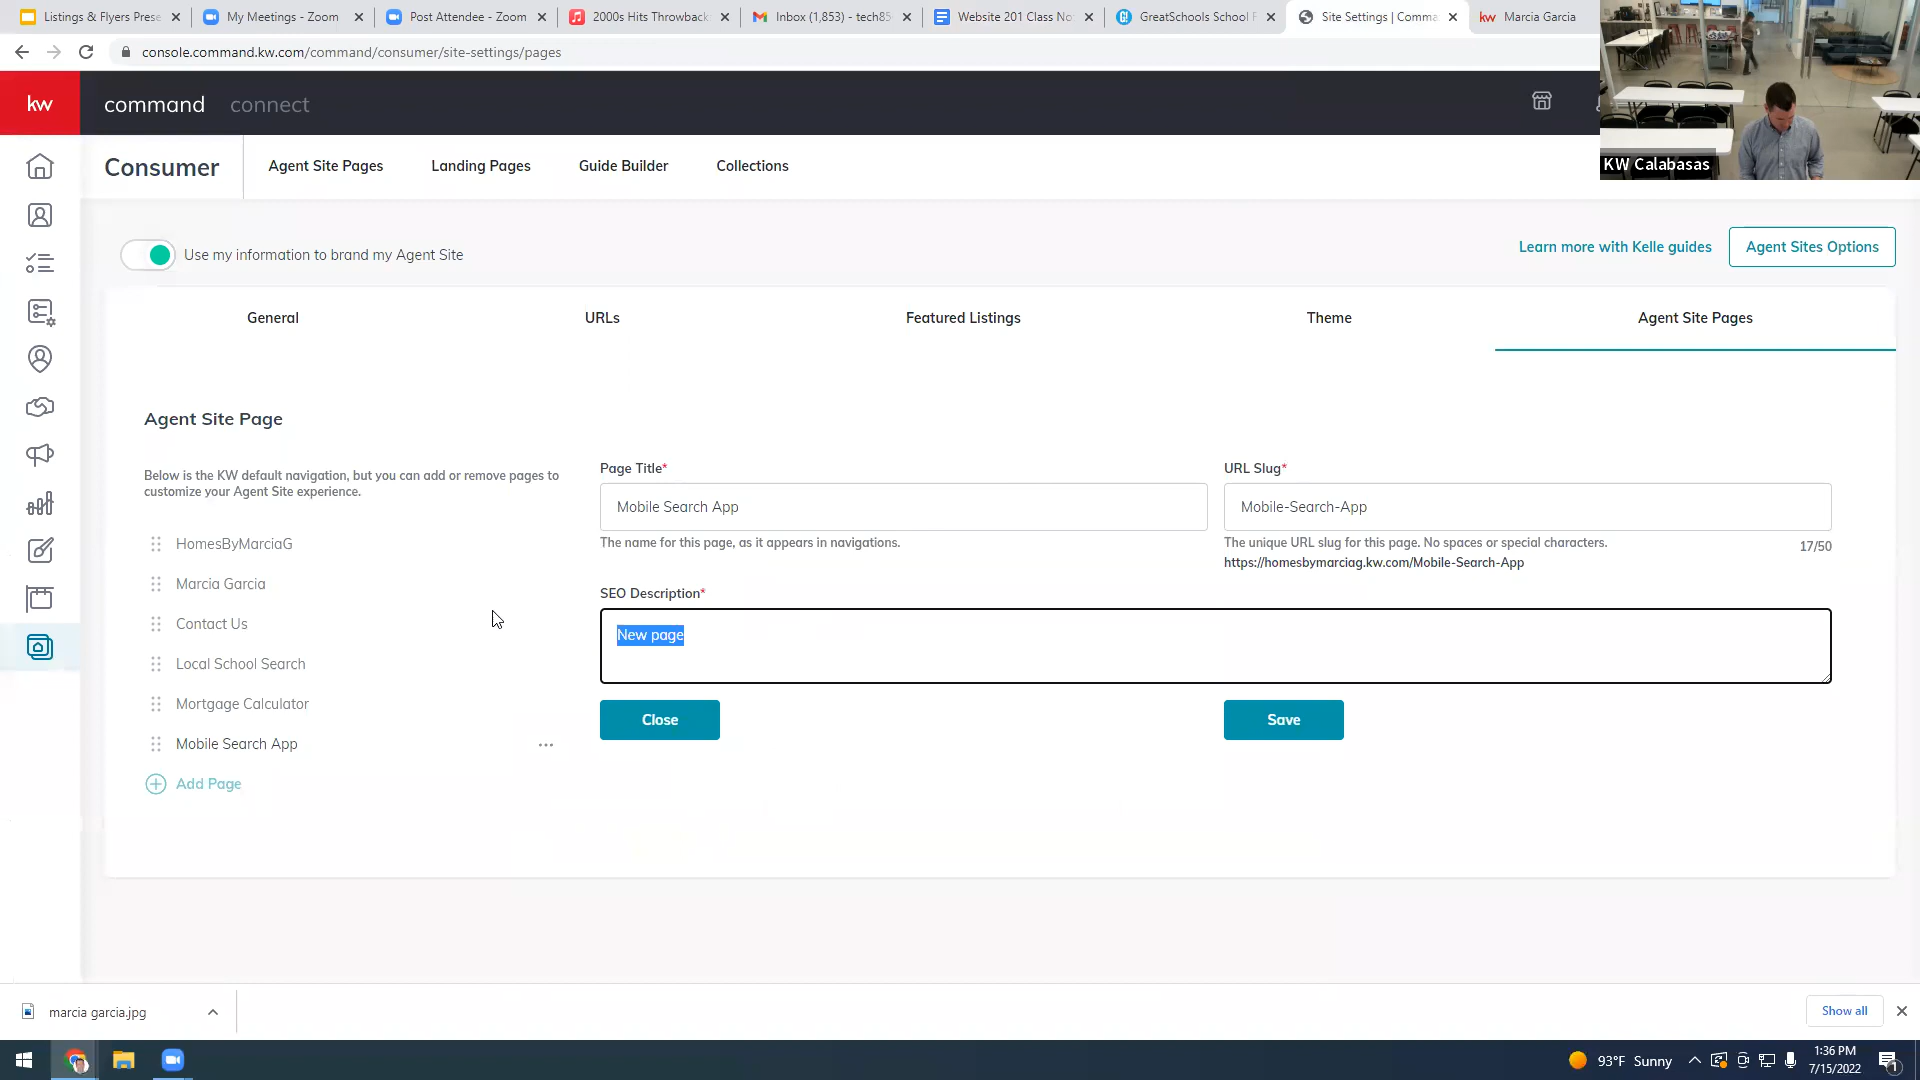 Listings & Flyers Prese
My Meetings - Zoom
Post Attendee - Zoom
2000s Hits Throwback
Inbox (1,853) - tech85
Website 201 Class No
GreatSchools School
Site Settings | Comma
kw Marcia Garcia
console.command.kw.com/command/consumer/site-settings/pages
kw
command connect
KW Calabasas
Consumer
Agent Site Pages
Landing Pages
Guide Builder
Collections
Use my information to brand my Agent Site
Learn more with Kelle guides
Agent Sites Options
General
URLs
Featured Listings
Theme
Agent Site Pages
Agent Site Page
Below is the KW default navigation, but you can add or remove pages to
customize your Agent Site experience.
HomesByMarciaG
Marcia Garcia
Contact Us
Local School Search
Mortgage Calculator
Mobile Search App
Add Page
Page Title*
Mobile Search App
The name for this page, as it appears in navigations.
URL Slug*
Mobile-Search-App
The unique URL slug for this page. No spaces or special characters.
17/50
https://homesbymarciag.kw.com/Mobile-Search-App
SEO Description*
New page
Close
Save
marcia garcia.jpg
Show all
93°F Sunny
1:36 PM
7/15/2022
1